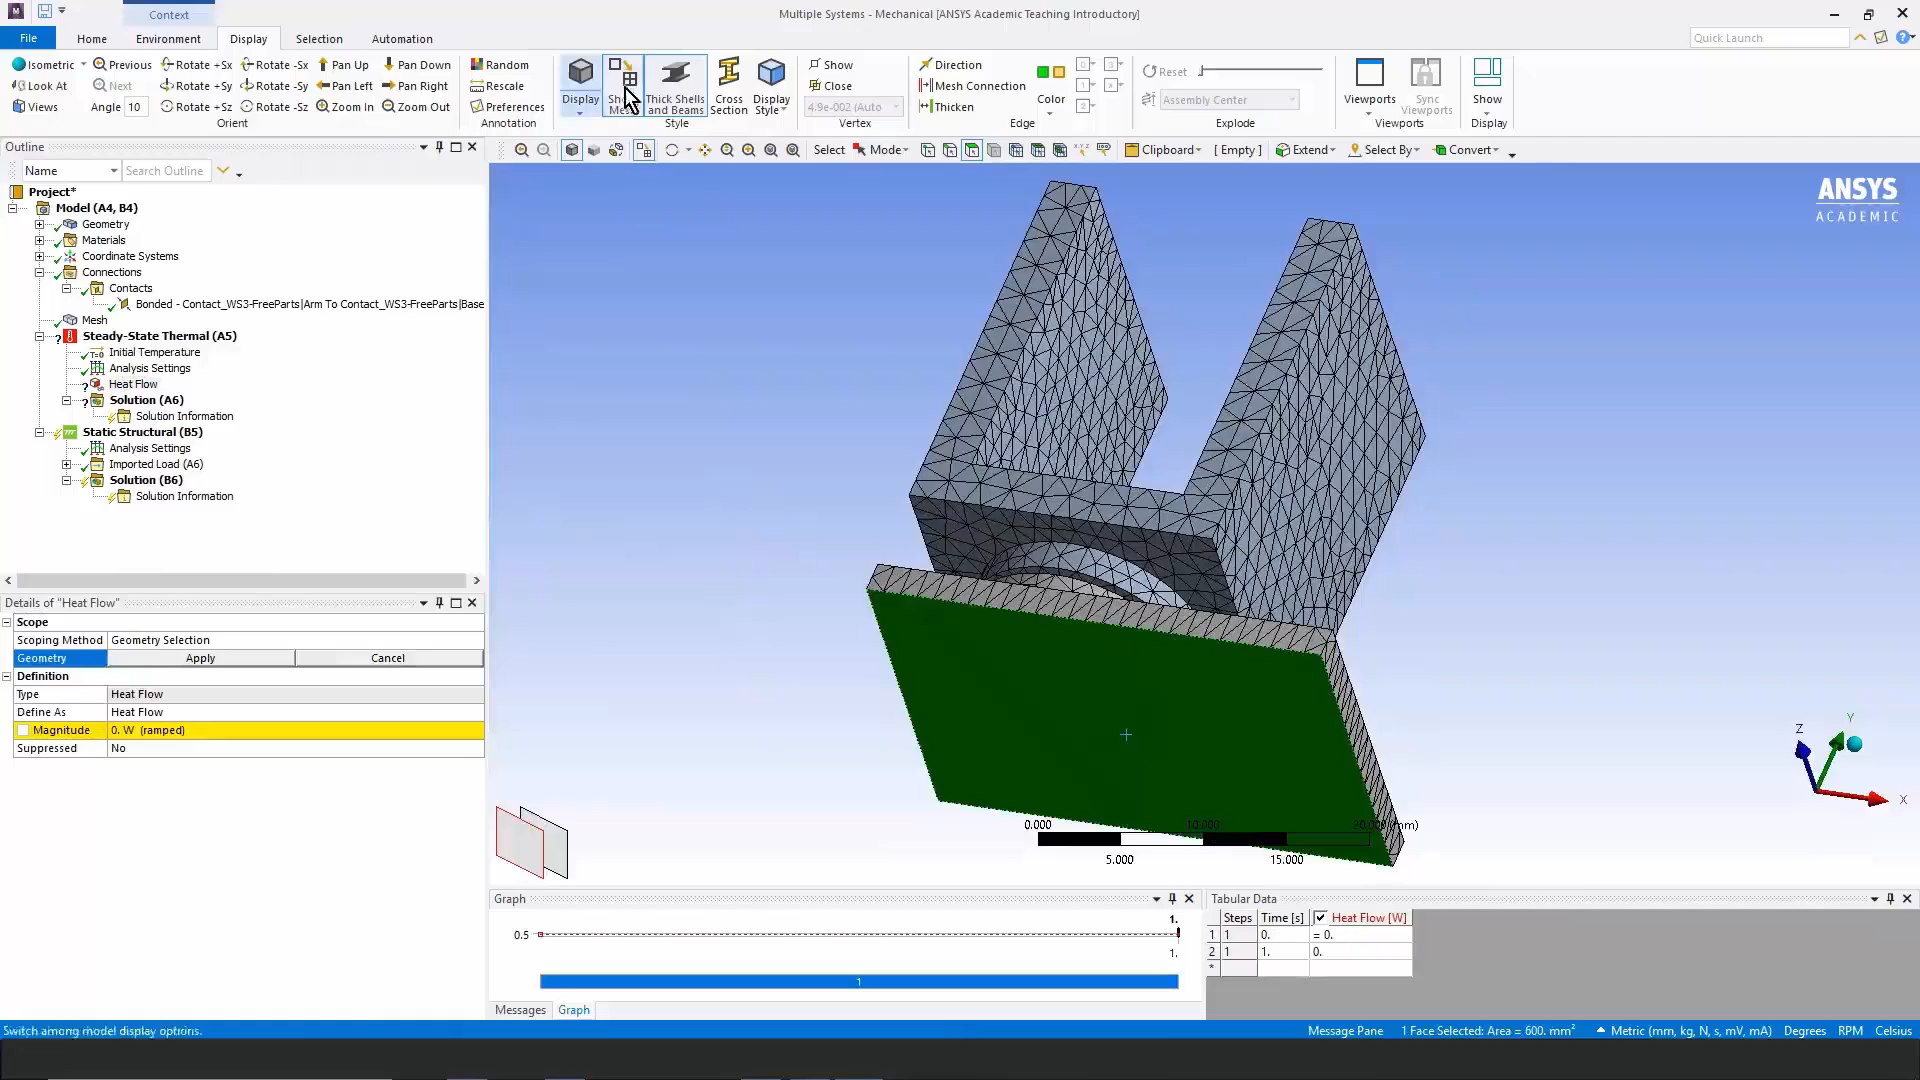 Context
Multiple Systems - Mechanical [ANSYS Academic Teaching Introductory]
File Home Environment Display Selection Automation
Quick Launch
Isometric Previous Rotate +Sx Rotate -Sx Pan Up Pan Down
Look At Next Rotate +Sy Rotate -Sy Pan Left Pan Right
Views Angle 10 Rotate +Sz Rotate -Sz Zoom In Zoom Out
Orient
Random
Rescale
Preferences
Annotation
Display
Thick Shells and Beams
Cross Section
Display Style
Style
Show
Close
4.9e-002 (Auto
Vertex
Direction
Mesh Connection
Thicken
Color
Edge
Reset
Assembly Center
Explode
Viewports
Sync Viewports
Viewports
Show
Display
Select Mode Clipboard [ Empty ] Extend Select By Convert
Outline
Name Search Outline
Project*
Model (A4, B4)
Geometry
Materials
Coordinate Systems
Connections
Contacts
Bonded - Contact_WS3-FreeParts|Arm To Contact_WS3-FreeParts|Base
Mesh
Steady-State Thermal (A5)
Initial Temperature
Analysis Settings
Heat Flow
Solution (A6)
Solution Information
Static Structural (B5)
Analysis Settings
Imported Load (A6)
Solution (B6)
Solution Information
Details of "Heat Flow"
Scope
Scoping Method Geometry Selection
Geometry Apply Cancel
Definition
Type Heat Flow
Define As Heat Flow
Magnitude 0. W (ramped)
Suppressed No
ANSYS
ACADEMIC
Y
Z
X
0.000 10.000 20.000 (mm)
5.000 15.000
Graph
1.
0.5
1.
1
Messages Graph
Tabular Data
Steps Time [s] Heat Flow [W]
1 1 0. = 0.
2 1 1. 0.
*
Switch among model display options. Message Pane 1 Face Selected: Area = 600. mm² Metric (mm, kg, N, s, mV, mA) Degrees RPM Celsius